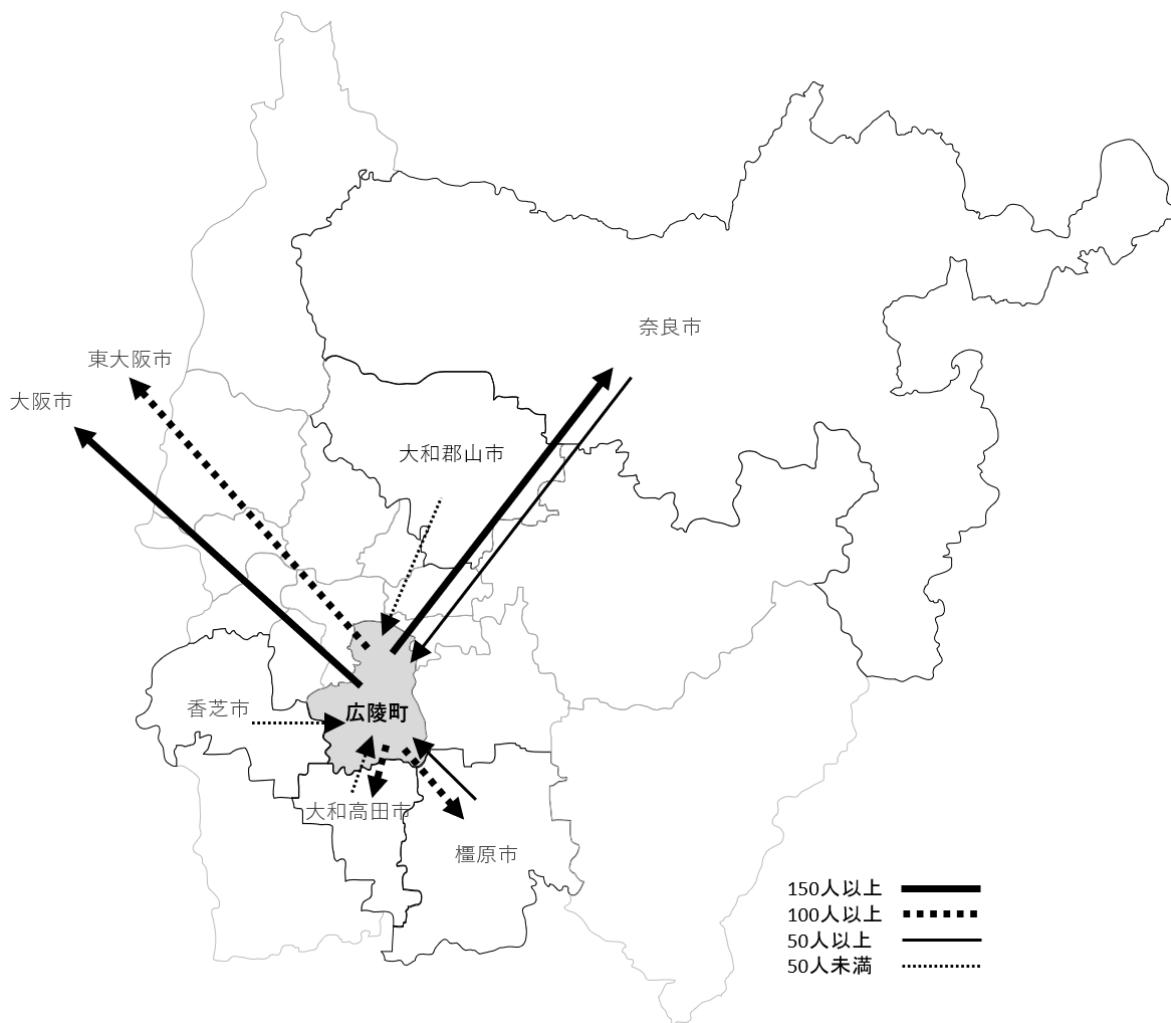 奈良市
東大阪市
大阪市
大和郡山市
香芝市
広陵町
大和高田市
橿原市
150人以上
100人以上
50人以上
50人未満